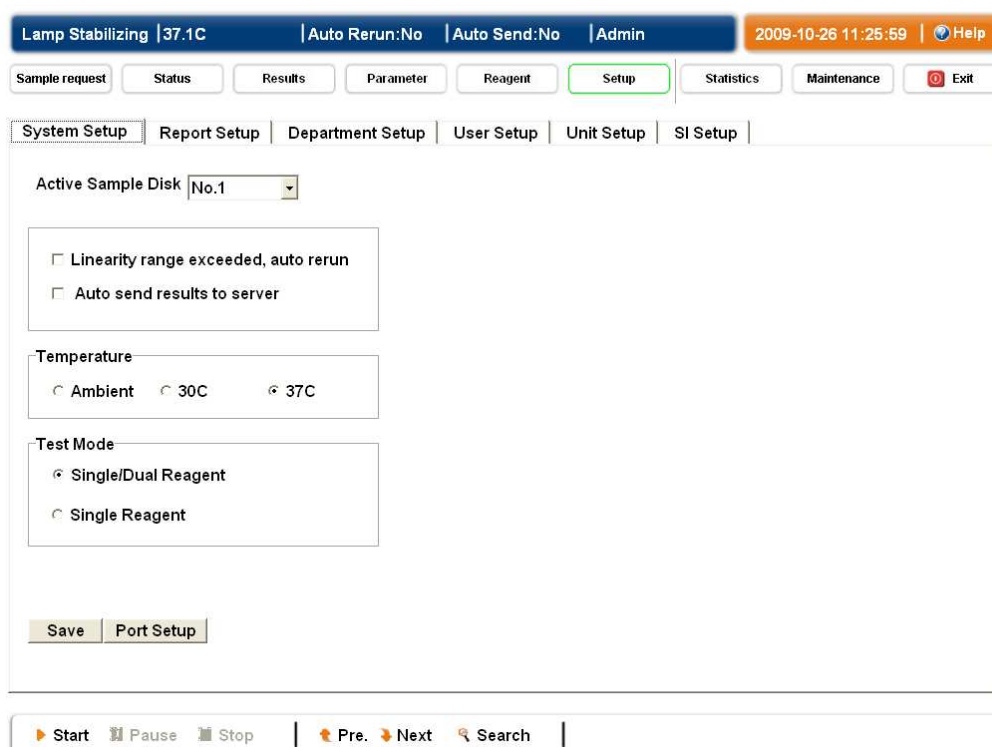 Lamp Stabilizing |37.1C |Auto Rerun:No |Auto Send:No |Admin 2009-10-26 11:25:59 | Help
Sample request Status Results Parameter Reagent Setup Statistics Maintenance Exit
System Setup Report Setup Department Setup User Setup Unit Setup SI Setup
Active Sample Disk No.1
Linearity range exceeded, auto rerun
Auto send results to server
Temperature
Ambient 30C 37C
Test Mode
Single/Dual Reagent
Single Reagent
Save Port Setup
Start Pause Stop Pre. Next Search